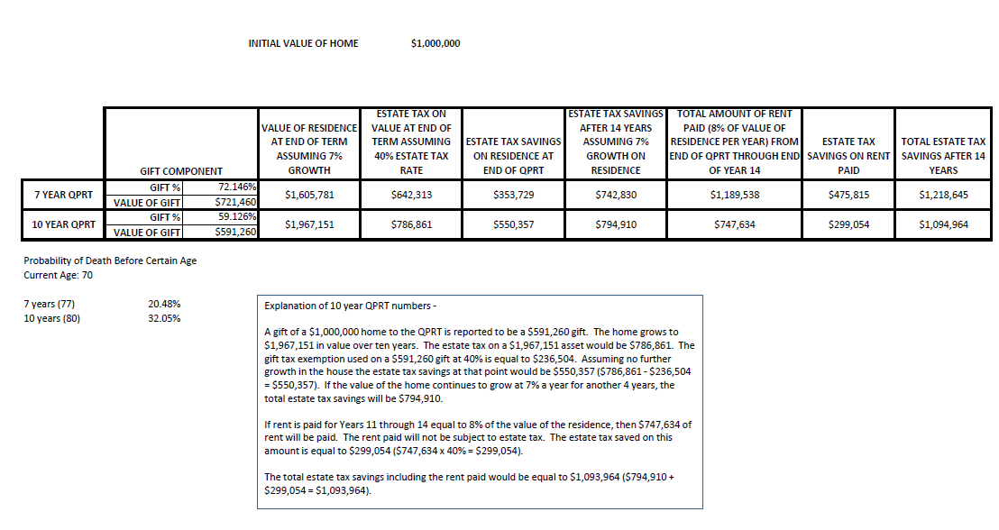 INITIAL VALUE OF HOME $1,000,000
GIFT COMPONENT
VALUE OF RESIDENCE
AT END OF TERM
ASSUMING 7%
GROWTH
ESTATE TAX ON
VALUE AT END OF
TERM ASSUMING
40% ESTATE TAX
RATE
ESTATE TAX SAVINGS
ON RESIDENCE AT
END OF QPRT
ESTATE TAX SAVINGS
AFTER 14 YEARS
ASSUMING 7%
GROWTH ON
RESIDENCE
TOTAL AMOUNT OF RENT
PAID (8% OF VALUE OF
RESIDENCE PER YEAR) FROM
END OF QPRT THROUGH END
OF YEAR 14
ESTATE TAX
SAVINGS ON RENT
PAID
TOTAL ESTATE TAX
SAVINGS AFTER 14
YEARS
7 YEAR QPRT
GIFT % 72.146%
VALUE OF GIFT $721,460
$1,605,781 $642,313 $353,729 $742,830 $1,189,538 $475,815 $1,218,645
10 YEAR QPRT
GIFT % 59.126%
VALUE OF GIFT $591,260
$1,967,151 $786,861 $550,357 $794,910 $747,634 $299,054 $1,094,964
Probability of Death Before Certain Age
Current Age: 70
7 years (77) 20.48%
10 years (80) 32.05%
Explanation of 10 year QPRT numbers -
A gift of a $1,000,000 home to the QPRT is reported to be a $591,260 gift. The home grows to
$1,967,151 in value over ten years. The estate tax on a $1,967,151 asset would be $786,861. The
gift tax exemption used on a $591,260 gift at 40% is equal to $236,504. Assuming no further
growth in the house the estate tax savings at that point would be $550,357 ($786,861 - $236,504
= $550,357). If the value of the home continues to grow at 7% a year for another 4 years, the
total estate tax savings will be $794,910.
If rent is paid for Years 11 through 14 equal to 8% of the value of the residence, then $747,634 of
rent will be paid. The rent paid will not be subject to estate tax. The estate tax saved on this
amount is equal to $299,054 ($747,634 x 40% = $299,054).
The total estate tax savings including the rent paid would be equal to $1,093,964 ($794,910 +
$299,054 = $1,093,964).